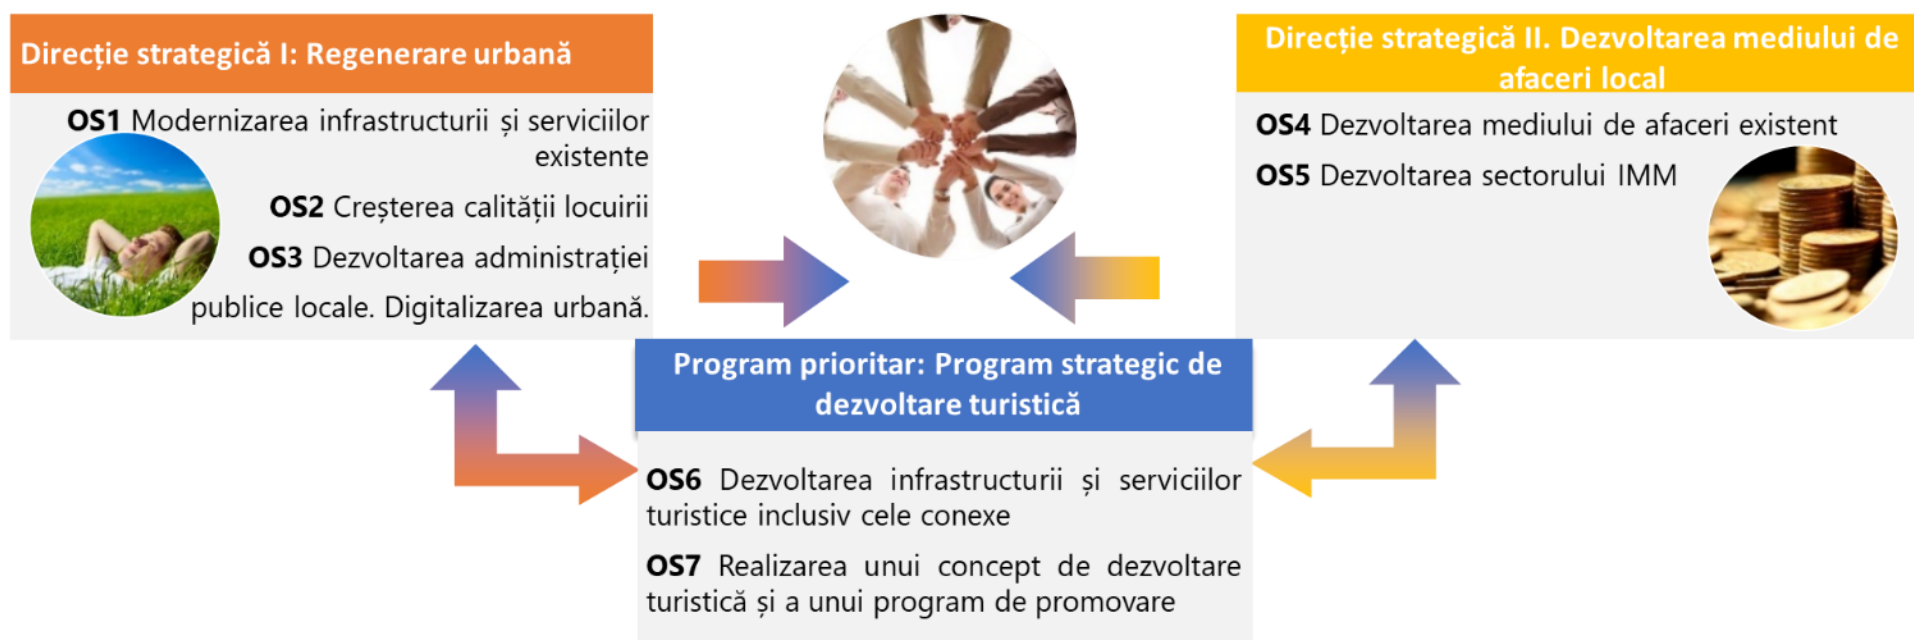 Direcție strategică I: Regenerare urbană
OS1 Modernizarea infrastructurii și serviciilor
existente
OS2 Creșterea calității locuirii
OS3 Dezvoltarea administrației
publice locale. Digitalizarea urbană.
Direcție strategică II. Dezvoltarea mediului de
afaceri local
OS4 Dezvoltarea mediului de afaceri existent
OS5 Dezvoltarea sectorului IMM
Program prioritar: Program strategic de
dezvoltare turistică
OS6 Dezvoltarea infrastructurii și serviciilor
turistice inclusiv cele conexe
OS7 Realizarea unui concept de dezvoltare
turistică și a unui program de promovare